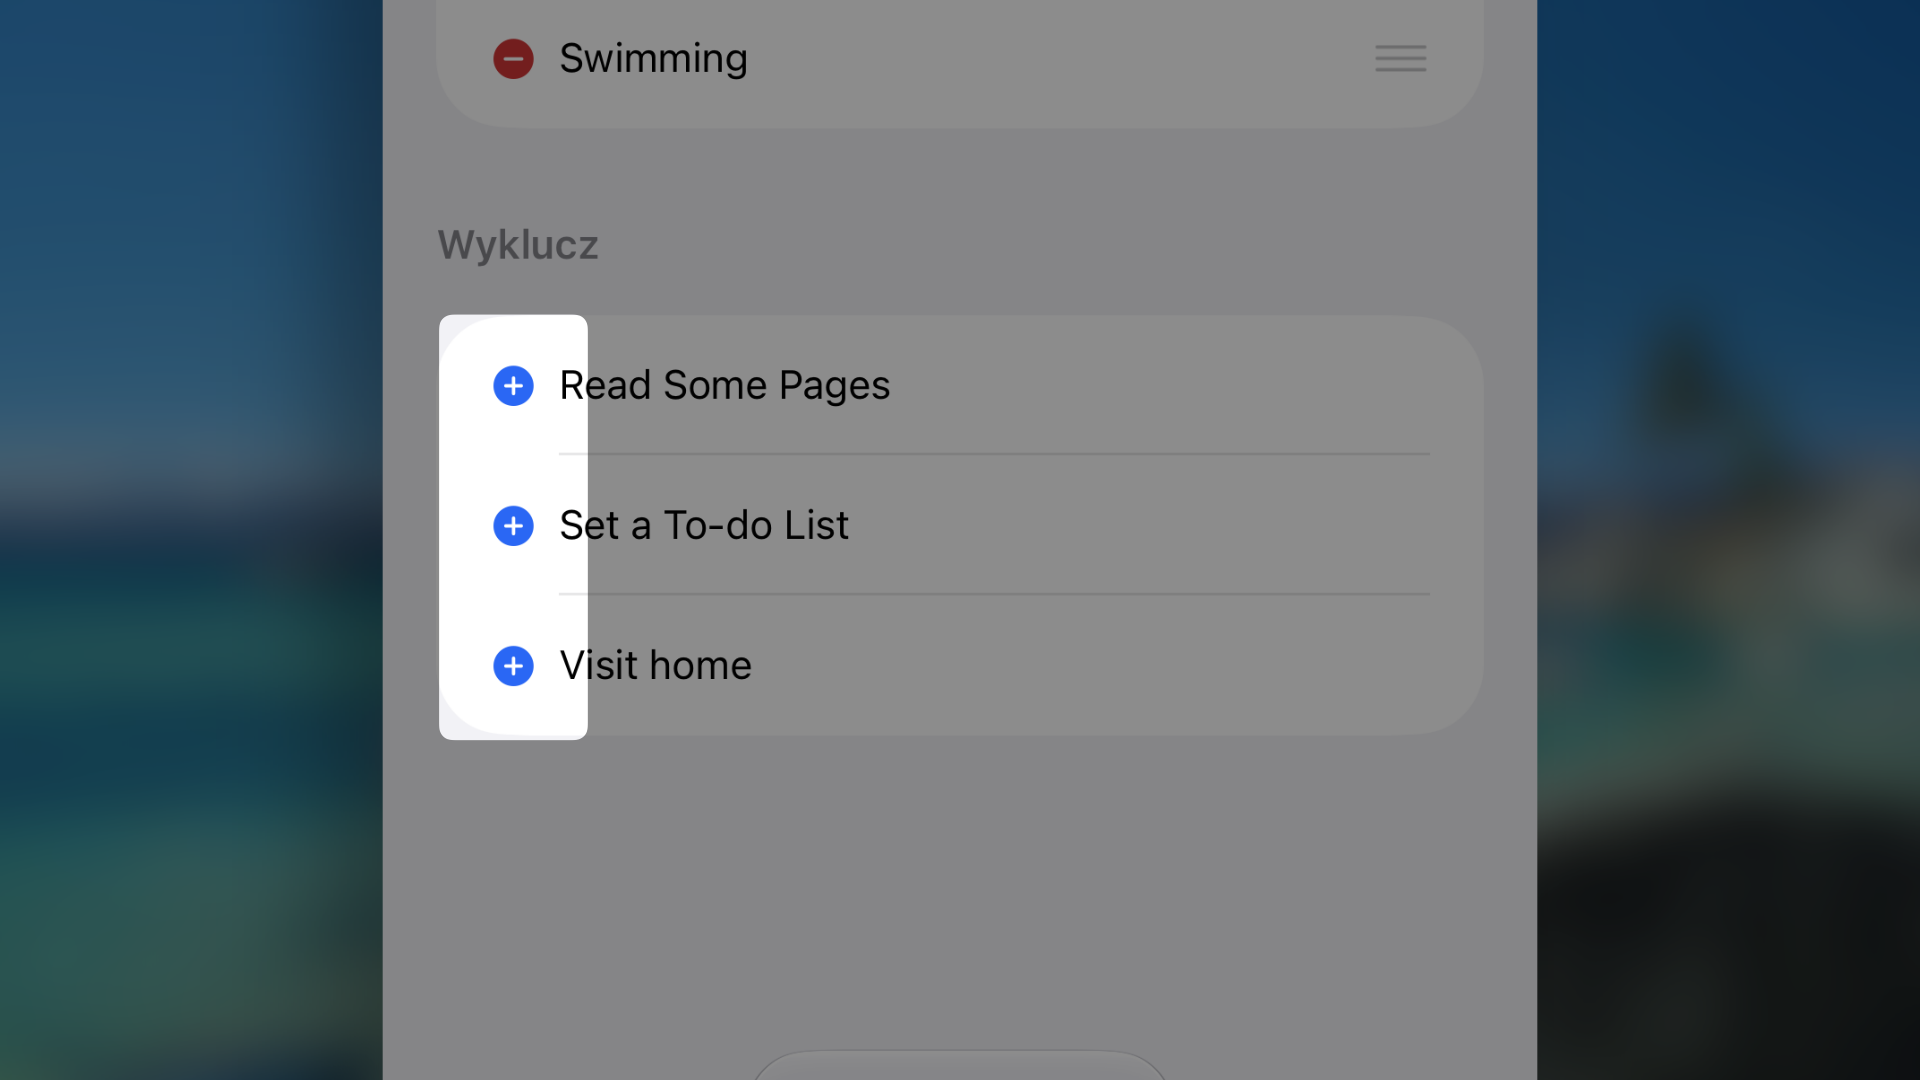 Swimming
Wyklucz
Read Some Pages
Set a To-do List
Visit home